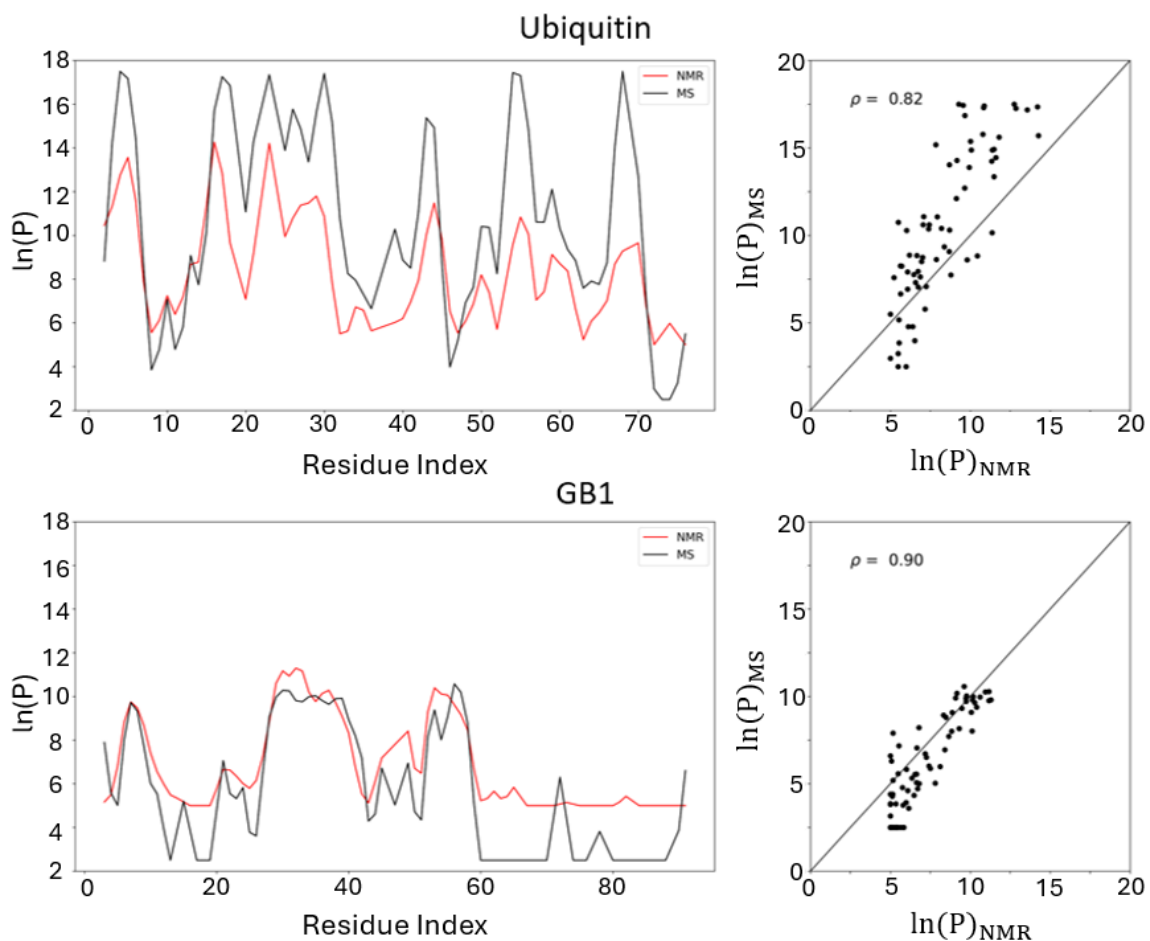 Ubiquitin
18
16
14
12
10
8
6
4
2
ln(P)
NMR
MS
0 10 20 30 40 50 60 70
Residue Index
20
15
10
5
0
ln(P)MS
ρ = 0.82
0 5 10 15 20
ln(P)NMR
GB1
18
16
14
12
10
8
6
4
2
ln(P)
NMR
MS
0 20 40 60 80
Residue Index
20
15
10
5
0
ln(P)MS
ρ = 0.90
0 5 10 15 20
ln(P)NMR